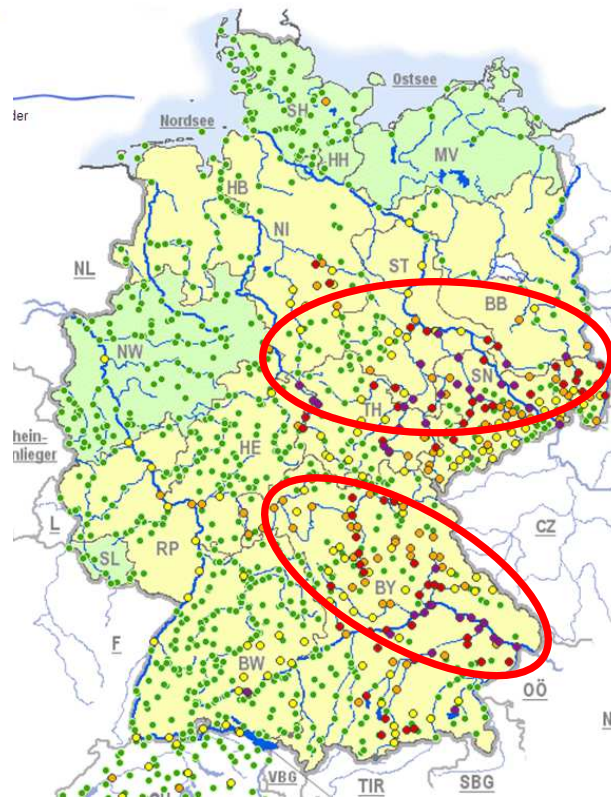 Ostsee
der
Nordsee
SH
HH
MV
HB
NI
ST
NL
BB
NW
SN
TH
HE
rhein-
nlieger
CZ
L
RP
SL
BY
F
BW
OÖ
N
VBG
TIR
SBG